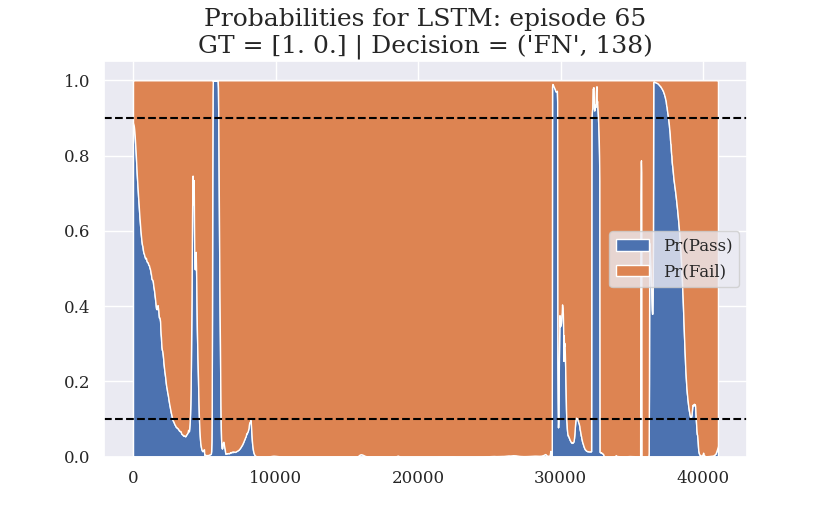 Probabilities for LSTM: episode 65
GT = [1. 0.] | Decision = ('FN', 138)
1.0
0.8
0.6
0.4
0.2
0.0
Pr(Pass)
Pr(Fail)
0
10000
20000
30000
40000